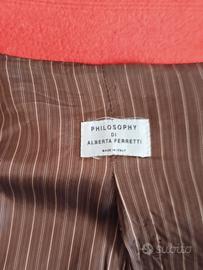 PHILOSOPHY
DI
ALBERTA FERRETTI
MADE IN ITALY
subito